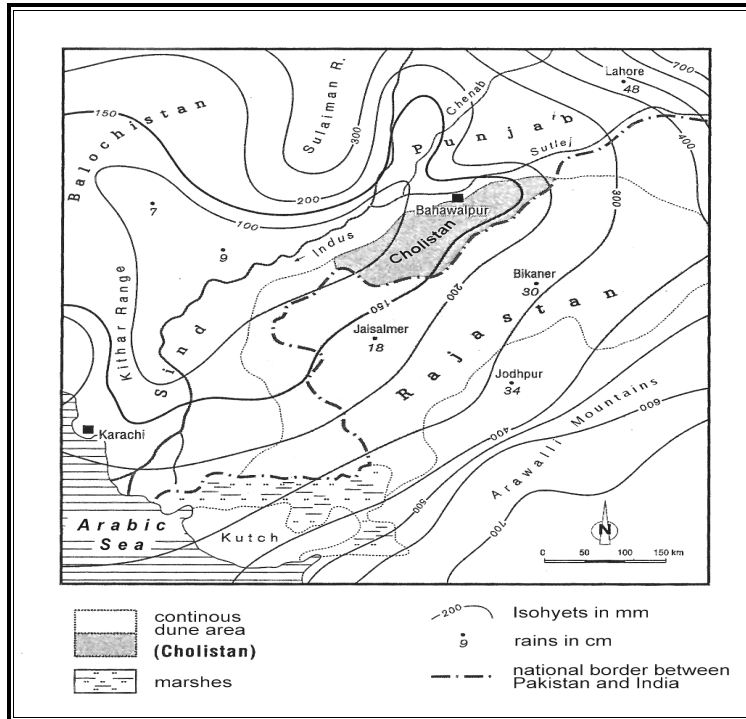 Lahore
48
700
Chenab
Punjab
Sutlej
400
Sulaiman R.
300
150
Balochistan
200
100
7
9
Indus
Bahawalpur
Cholistan
300
Bikaner
30
200
150
Jaisalmer
18
Rajastan
Kithar Range
Sind
Jodhpur
34
Karachi
400
600
Arawalli Mountains
500
700
Arabic
Sea
Kutch
N
0 50 100 150 km
continous
dune area
(Cholistan)
marshes
200
Isohyets in mm
9
rains in cm
national border between
Pakistan and India